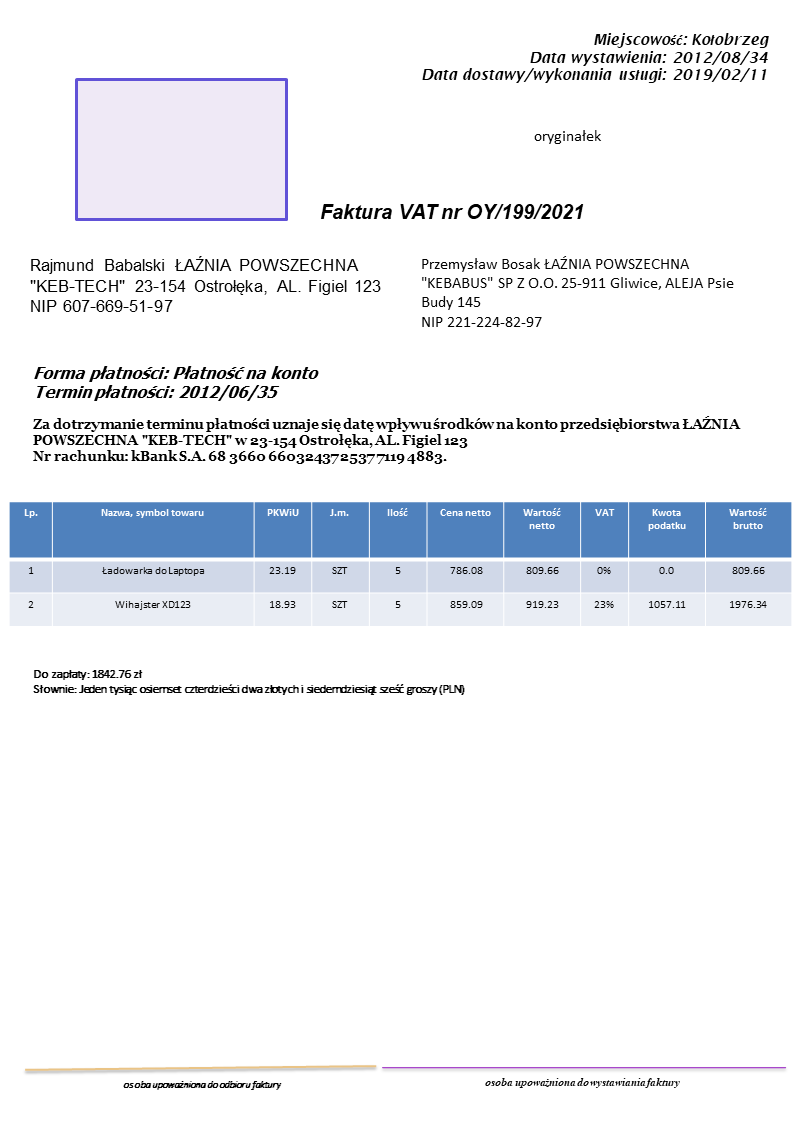 Miejscowość: Kołobrzeg
Data wystawienia: 2012/08/34
Data dostawy/wykonania usługi: 2019/02/11
oryginałek
Faktura VAT nr OY/199/2021
Rajmund Babalski ŁAŹNIA POWSZECHNA
"KEB-TECH" 23-154 Ostrołęka, AL. Figiel 123
NIP 607-669-51-97
Przemysław Bosak ŁAŹNIA POWSZECHNA
"KEBABUS" SP Z O.O. 25-911 Gliwice, ALEJA Psie
Budy 145
NIP 221-224-82-97
Forma płatności: Płatność na konto
Termin płatności: 2012/06/35
Za dotrzymanie terminu płatności uznaje się datę wpływu środków na konto przedsiębiorstwa ŁAŹNIA
POWSZECHNA "KEB-TECH" w 23-154 Ostrołęka, AL. Figiel 123
Nr rachunku: kBank S.A. 68 3660 6603 2437 2537 7119 4883.
Lp. Nazwa, symbol towaru PKWiU J.m. Ilość Cena netto Wartość netto VAT Kwota podatku Wartość brutto
1 Ładowarka do Laptopa 23.19 SZT 5 786.08 809.66 0% 0.0 809.66
2 Wihajster XD123 18.93 SZT 5 859.09 919.23 23% 1057.11 1976.34
Do zapłaty: 1842.76 zł
Słownie: Jeden tysiąc osiemset czterdzieści dwa złotych i siedemdziesiąt sześć groszy (PLN)
osoba upoważniona do odbioru faktury
osoba upoważniona do wystawiania faktury